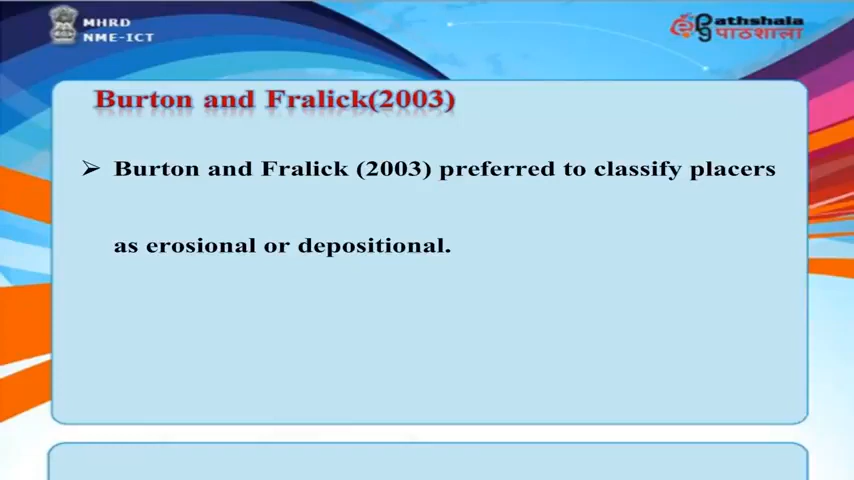 MHRD
NME-ICT
ePathshala
पाठशाला
Burton and Fralick(2003)
➢ Burton and Fralick (2003) preferred to classify placers
as erosional or depositional.